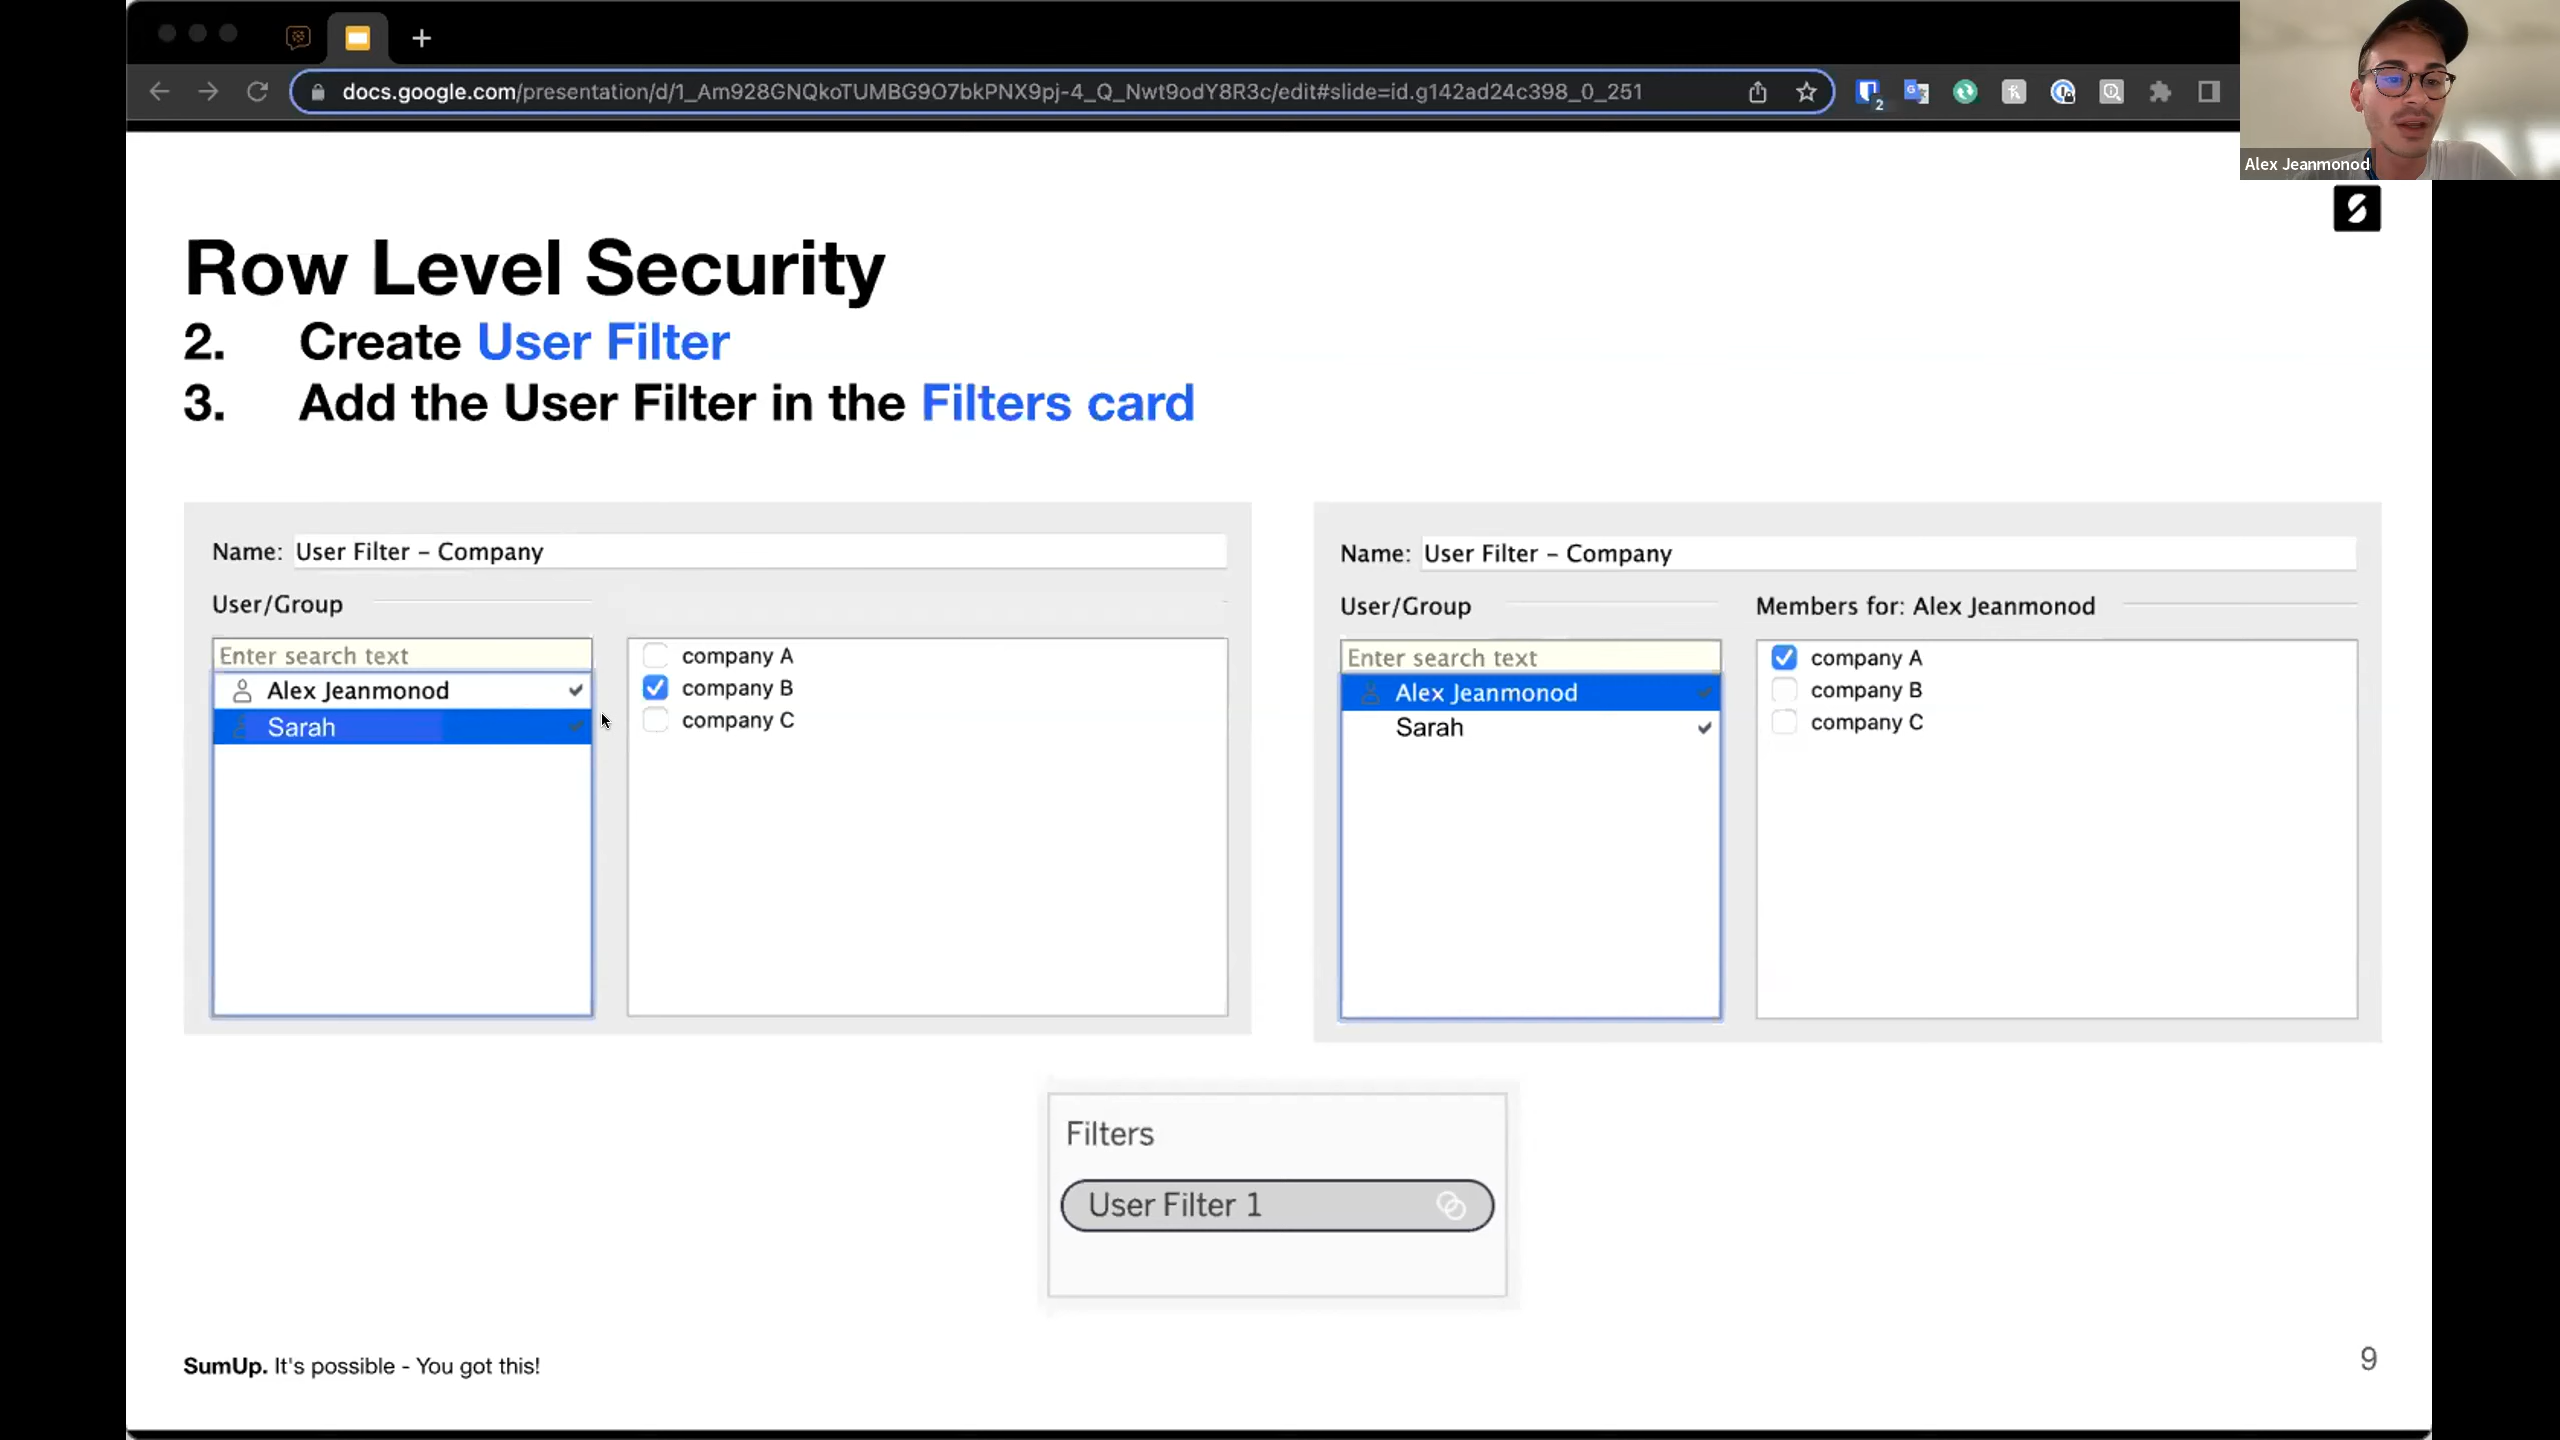 docs.google.com/presentation/d/1_Am928GNQkoTUMBG9O7bkPNX9pj-4_Q_Nwt9odY8R3c/edit#slide=id.g142ad24c398_0_251
2
Alex Jeanmonod
Row Level Security
2. Create User Filter
3. Add the User Filter in the Filters card
Name: User Filter – Company
User/Group
Enter search text
Alex Jeanmonod
Sarah
company A
company B
company C
Name: User Filter – Company
User/Group
Members for: Alex Jeanmonod
Enter search text
Alex Jeanmonod
Sarah
company A
company B
company C
Filters
User Filter 1
SumUp. It's possible - You got this!
9